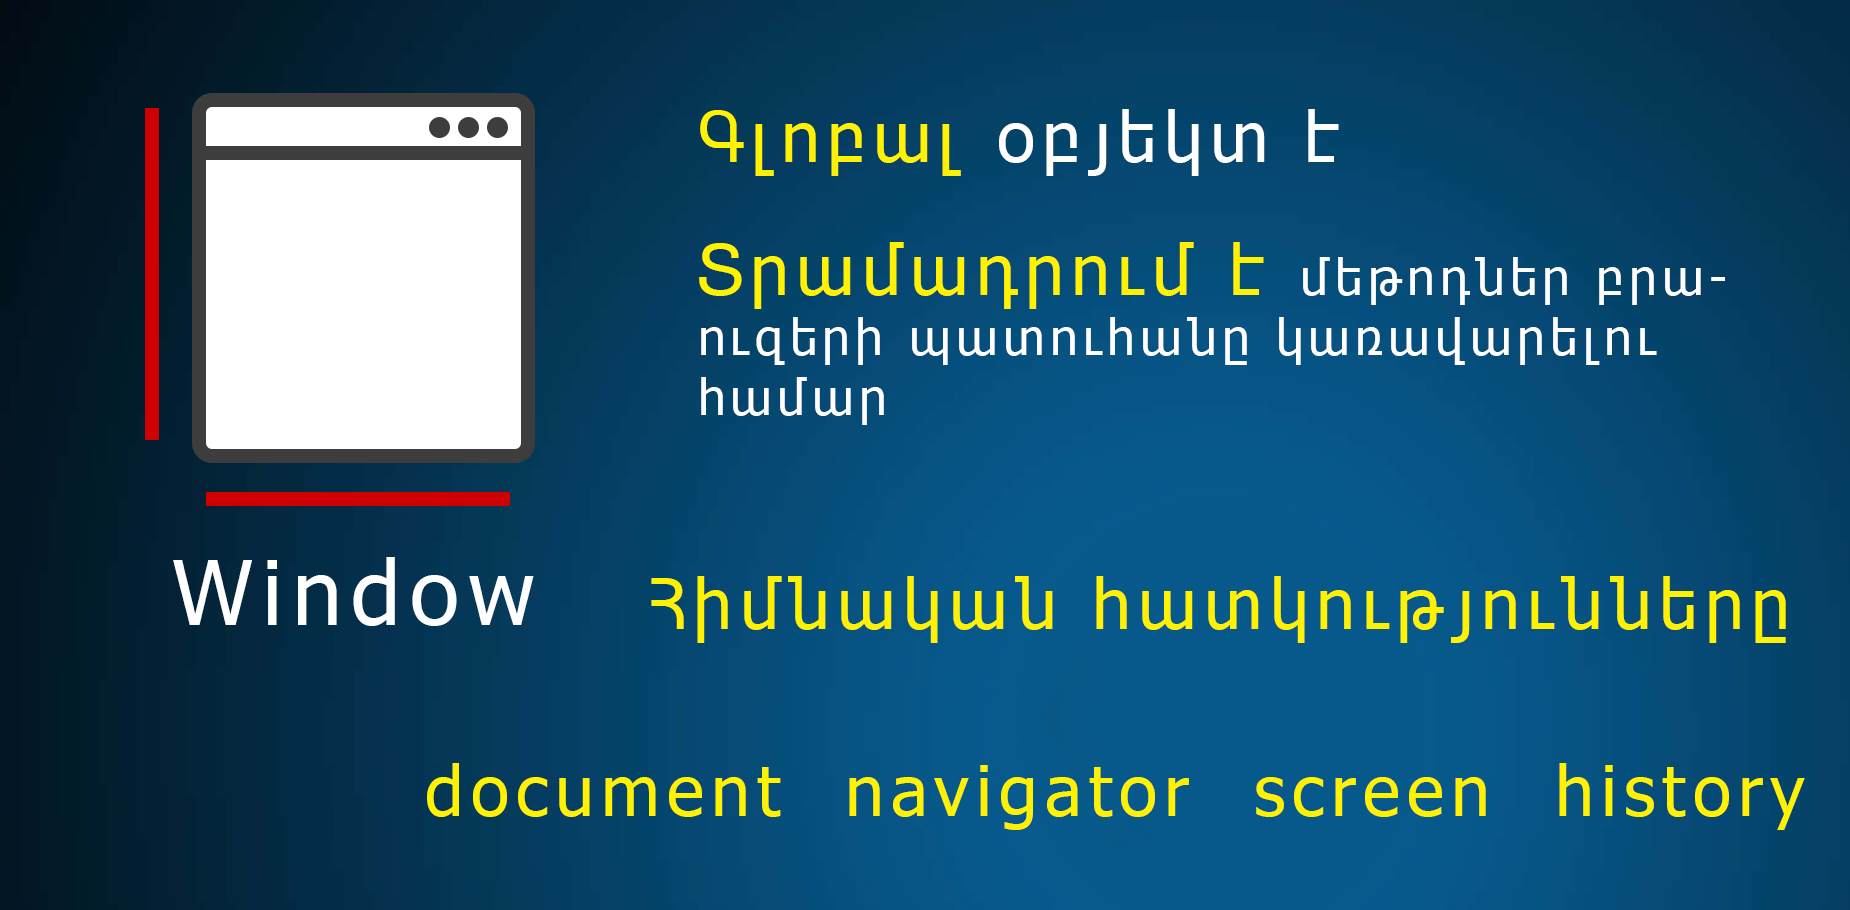 Գլոբալ օբյեկտ է
Տրամադրում է մեթոդներ բրա-
ուզերի պատուհանը կառավարելու
համար
Window
Հիմնական հատկությունները
document navigator screen history